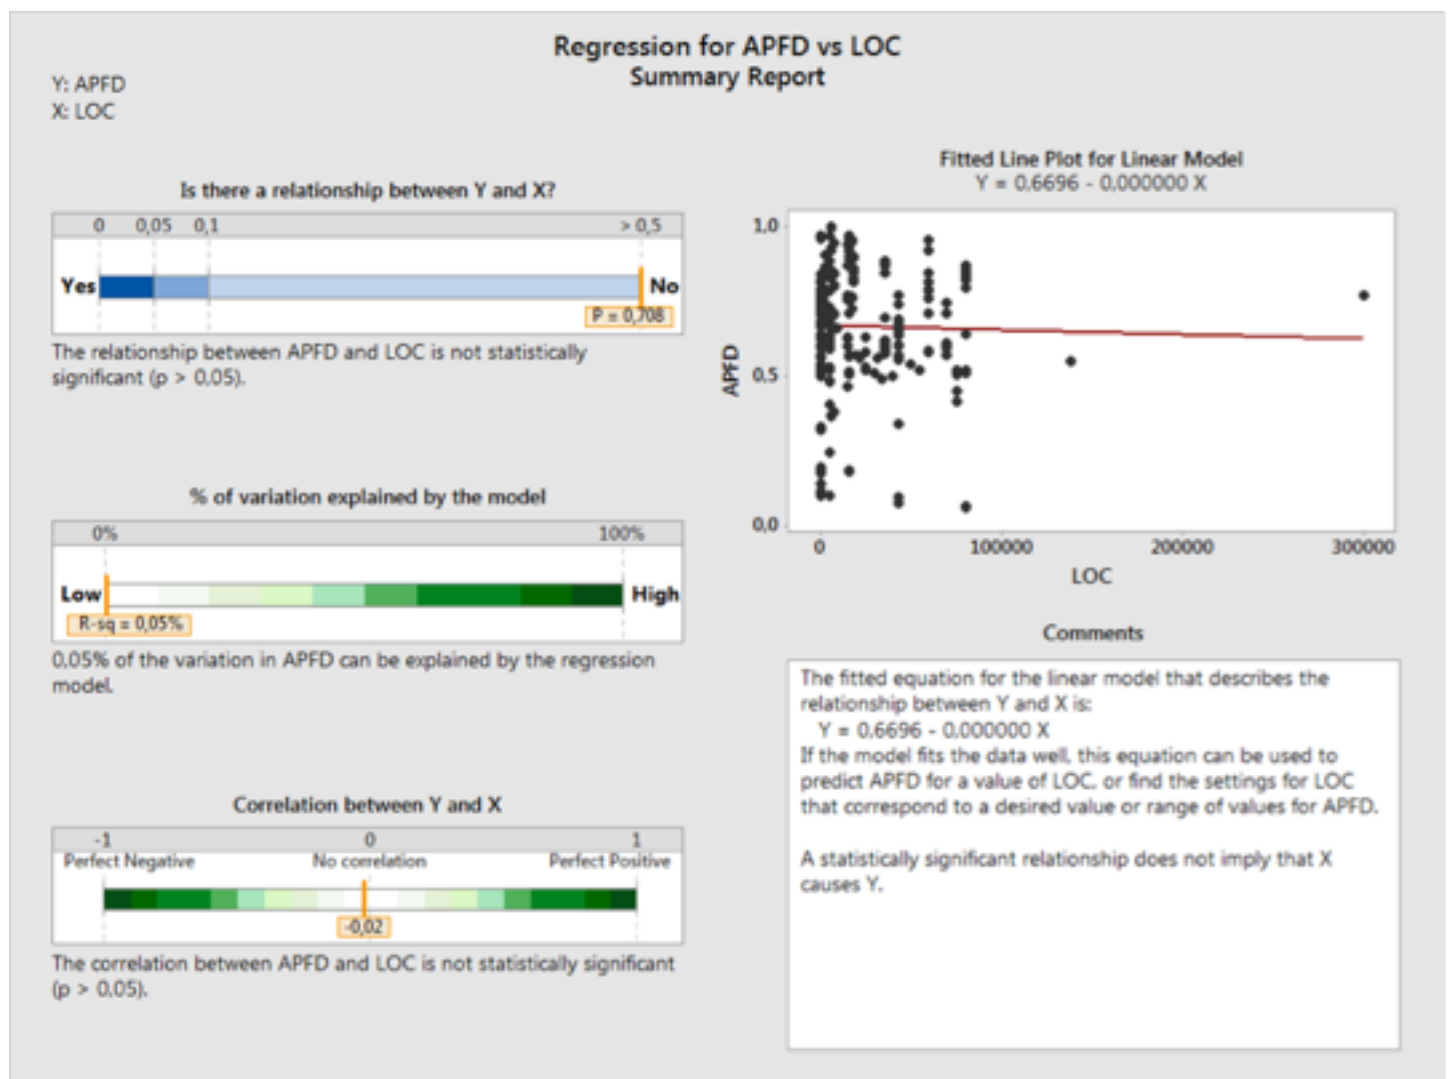 Regression for APFD vs LOC
Summary Report
Y: APFD
X: LOC
Is there a relationship between Y and X?
0 0,05 0,1 > 0,5
Yes No
P = 0,708
The relationship between APFD and LOC is not statistically
significant (p > 0,05).
% of variation explained by the model
0% 100%
Low High
R-sq = 0,05%
0,05% of the variation in APFD can be explained by the regression
model.
Correlation between Y and X
-1 0 1
Perfect Negative No correlation Perfect Positive
-0,02
The correlation between APFD and LOC is not statistically significant
(p > 0,05).
Fitted Line Plot for Linear Model
Y = 0,6696 - 0,000000 X
1,0
0,5
0,0
APFD
0 100000 200000 300000
LOC
Comments
The fitted equation for the linear model that describes the
relationship between Y and X is:
Y = 0,6696 - 0,000000 X
If the model fits the data well, this equation can be used to
predict APFD for a value of LOC, or find the settings for LOC
that correspond to a desired value or range of values for APFD.
A statistically significant relationship does not imply that X
causes Y.